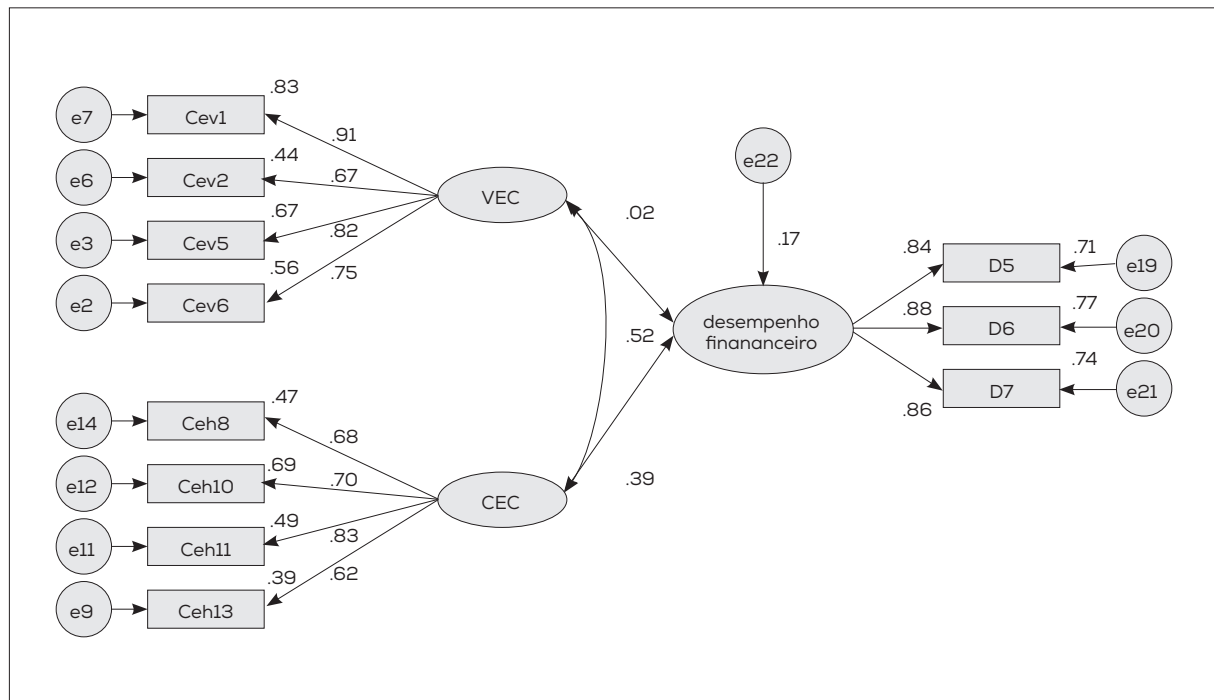 .83
e7
Cev1
.91
.44
e6
Cev2
.67
.67
e3
Cev5
.82
.56
e2
Cev6
.75
VEC
.02
.52
.39
e22
.17
desempenho
finananceiro
.84
D5
.71
e19
.88
D6
.77
e20
.86
D7
.74
e21
.47
e14
Ceh8
.68
.69
e12
Ceh10
.70
.49
e11
Ceh11
.83
.39
e9
Ceh13
.62
CEC